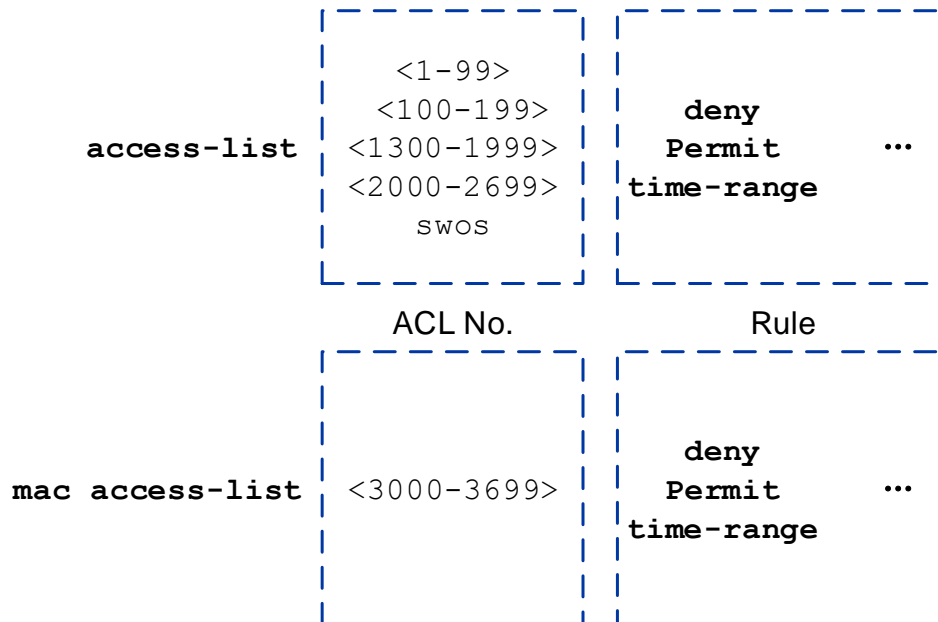 <1-99>
<100-199>
<1300-1999>
<2000-2699>
swos
access-list
deny
Permit
time-range
...
ACL No.
Rule
mac access-list
<3000-3699>
deny
Permit
time-range
...